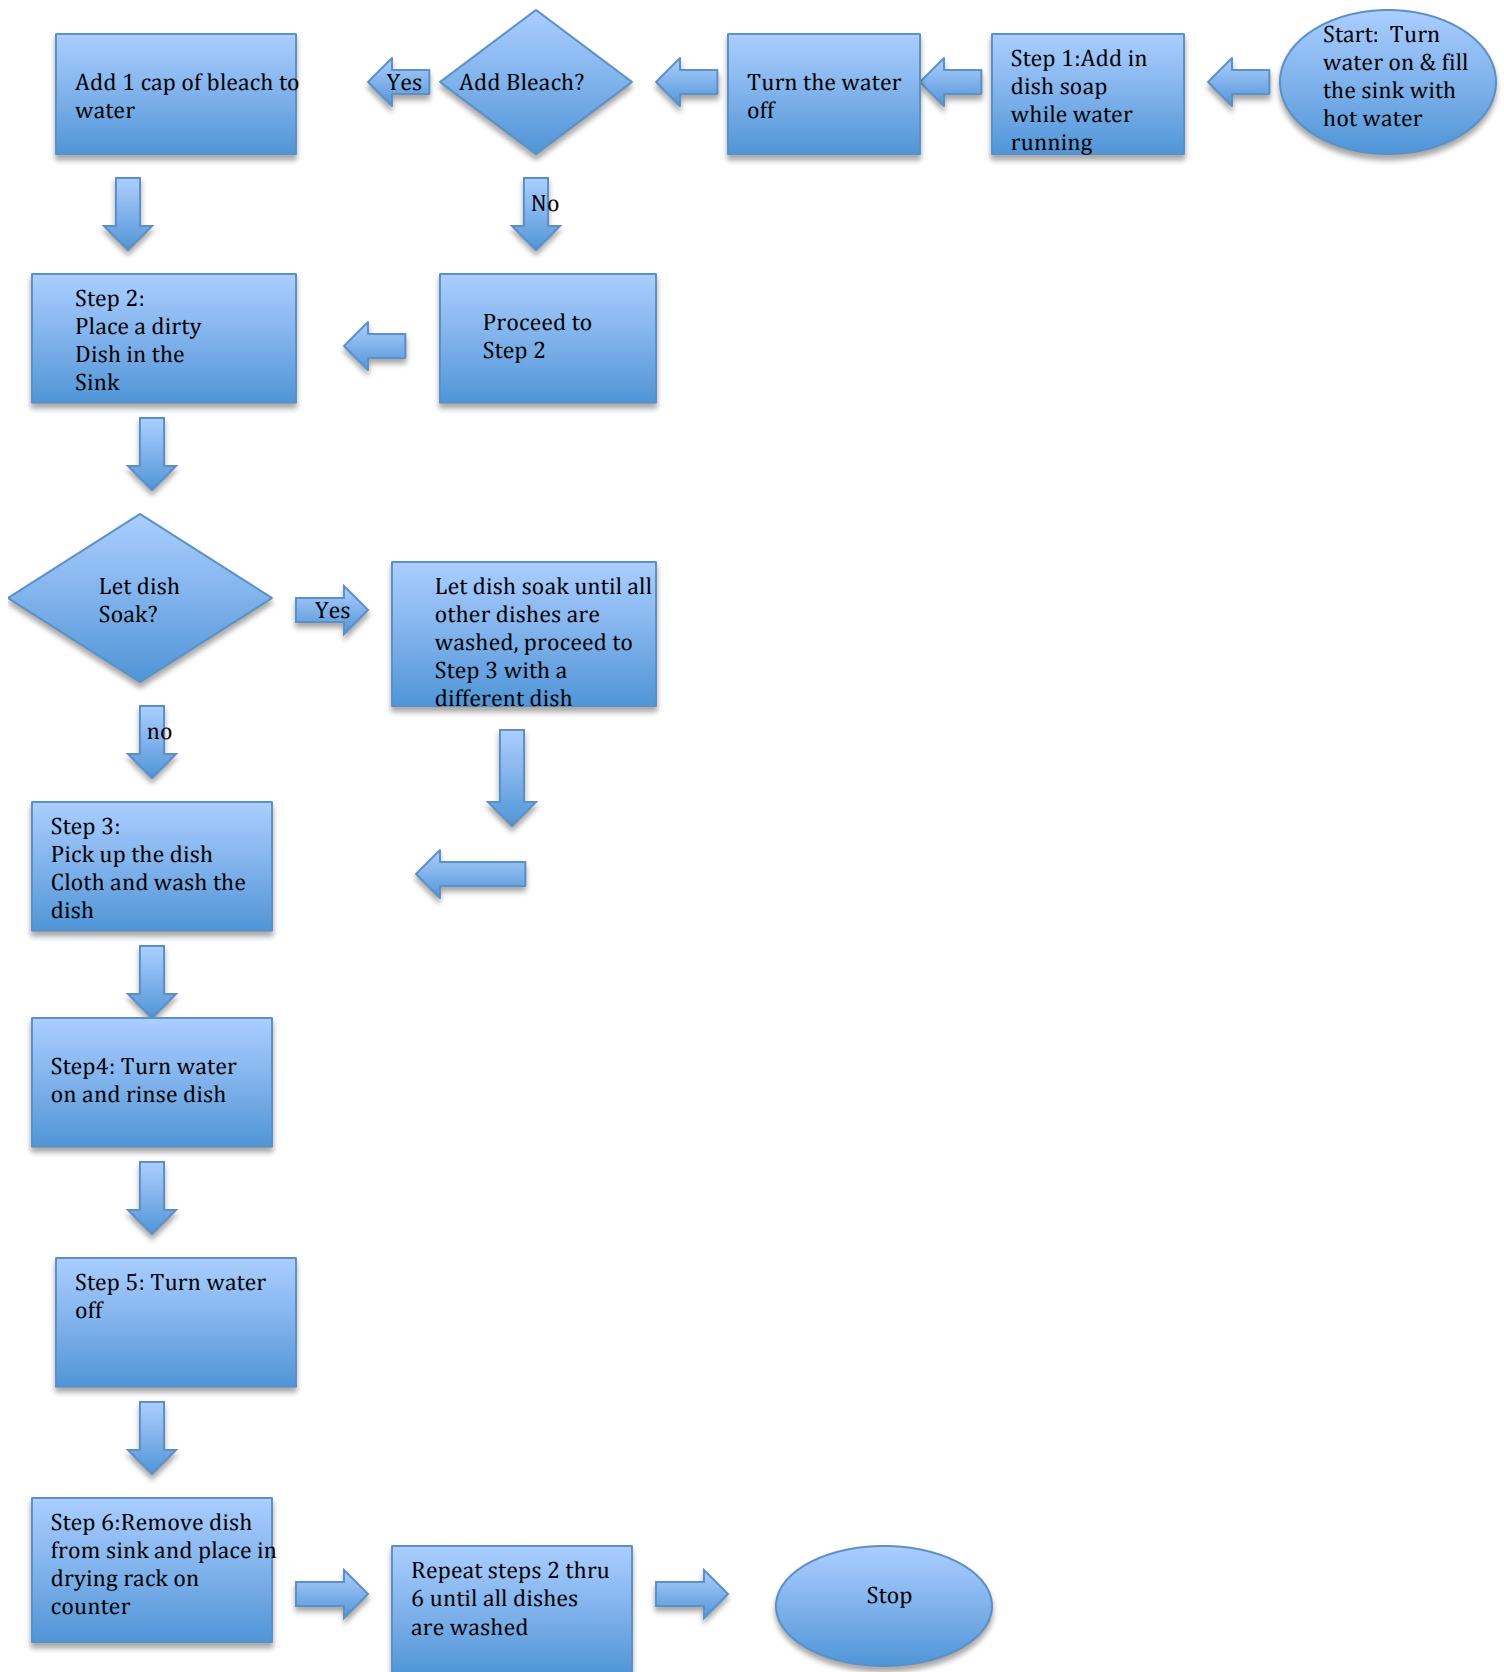 Start:  Turn
water on & fill
the sink with
hot water
Step 1:Add in
dish soap
while water
running
Turn the water
off
Add Bleach?
Yes
Add 1 cap of bleach to
water
No
Proceed to
Step 2
Step 2:
Place a dirty
Dish in the
Sink
Let dish
Soak?
Yes
Let dish soak until all
other dishes are
washed, proceed to
Step 3 with a
different dish
no
Step 3:
Pick up the dish
Cloth and wash the
dish
Step4: Turn water
on and rinse dish
Step 5: Turn water
off
Step 6:Remove dish
from sink and place in
drying rack on
counter
Repeat steps 2 thru
6 until all dishes
are washed
Stop